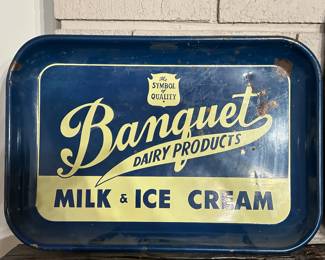 The
SYMBOL
of
QUALITY
Banquet
DAIRY PRODUCTS
MILK & ICE CREAM